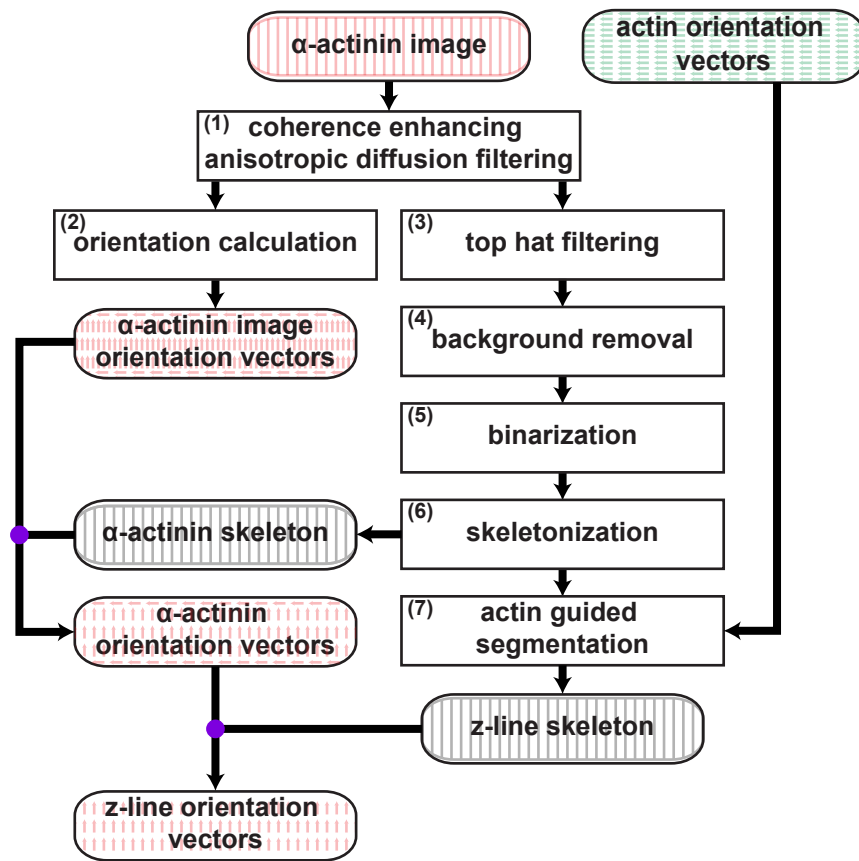 α-actinin image
actin orientation
vectors
(1) coherence enhancing
anisotropic diffusion filtering
(2) orientation calculation
(3) top hat filtering
α-actinin image
orientation vectors
(4) background removal
(5) binarization
α-actinin skeleton
(6) skeletonization
α-actinin
orientation vectors
(7) actin guided
segmentation
z-line skeleton
z-line orientation
vectors